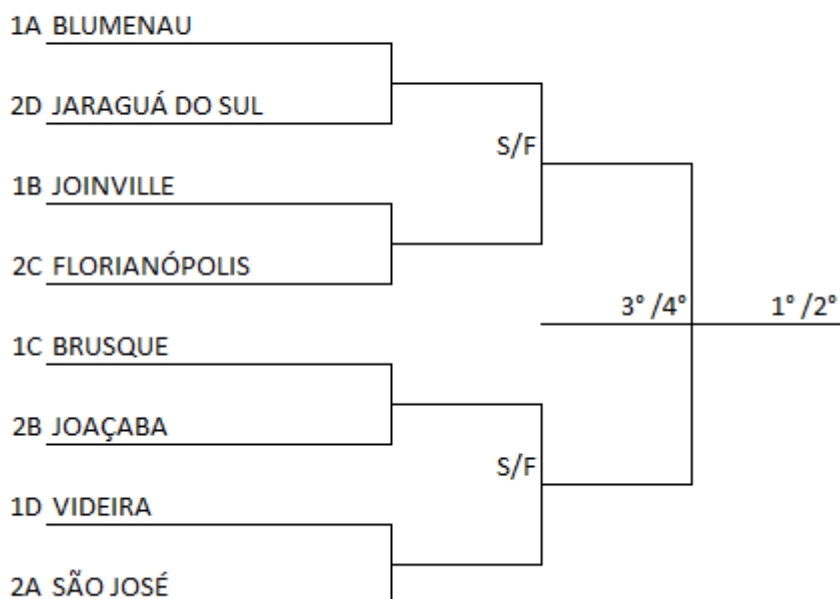 1A BLUMENAU
2D JARAGUÁ DO SUL
S/F
1B JOINVILLE
2C FLORIANÓPOLIS
3° /4° 1° /2°
1C BRUSQUE
2B JOAÇABA
S/F
1D VIDEIRA
2A SÃO JOSÉ